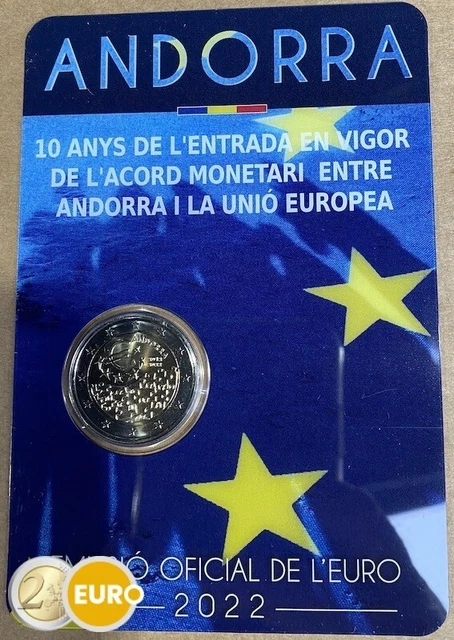 ANDORRA
10 ANYS DE L'ENTRADA EN VIGOR
DE L'ACORD MONETARI ENTRE
ANDORRA I LA UNIÓ EUROPEA
OFICIAL DE L'EURO
2022
2
EURO